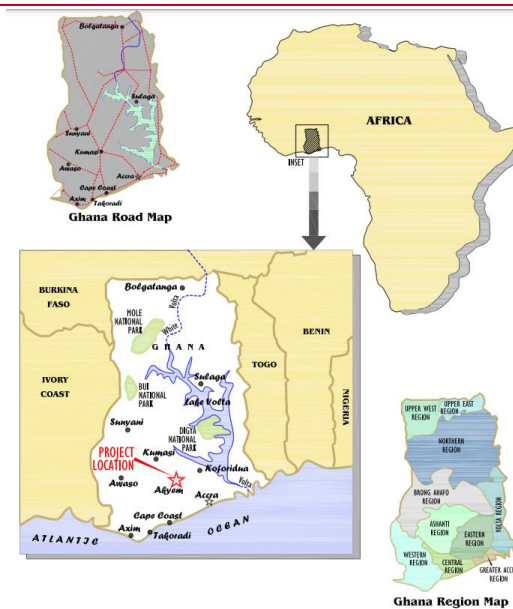 Bolgatanga
Sulaga
Sunyani
Kumasi
Awaso
Accra
Cape Coast
Axim
Takoradi
Ghana Road Map
AFRICA
INSET
BURKINA
FASO
Bolgatanga
MOLE
NATIONAL
PARK
White
Volta
GHANA
BENIN
TOGO
IVORY
COAST
BUI
NATIONAL
PARK
Sulaga
Lake Volta
NIGERIA
Sunyani
DIGYA
NATIONAL
PARK
PROJECT
LOCATION
Kumasi
Koforidua
Awaso
Akyem
Volta
Accra
Cape Coast
Axim
Takoradi
ATLANTIC OCEAN
UPPER WEST
REGION
UPPER EAST
REGION
NORTHERN
REGION
BRONG AHAFO
REGION
VOLTA REGION
ASHANTI
REGION
EASTERN
REGION
WESTERN
REGION
CENTRAL
REGION
GREATER ACCR
REGION
Ghana Region Map